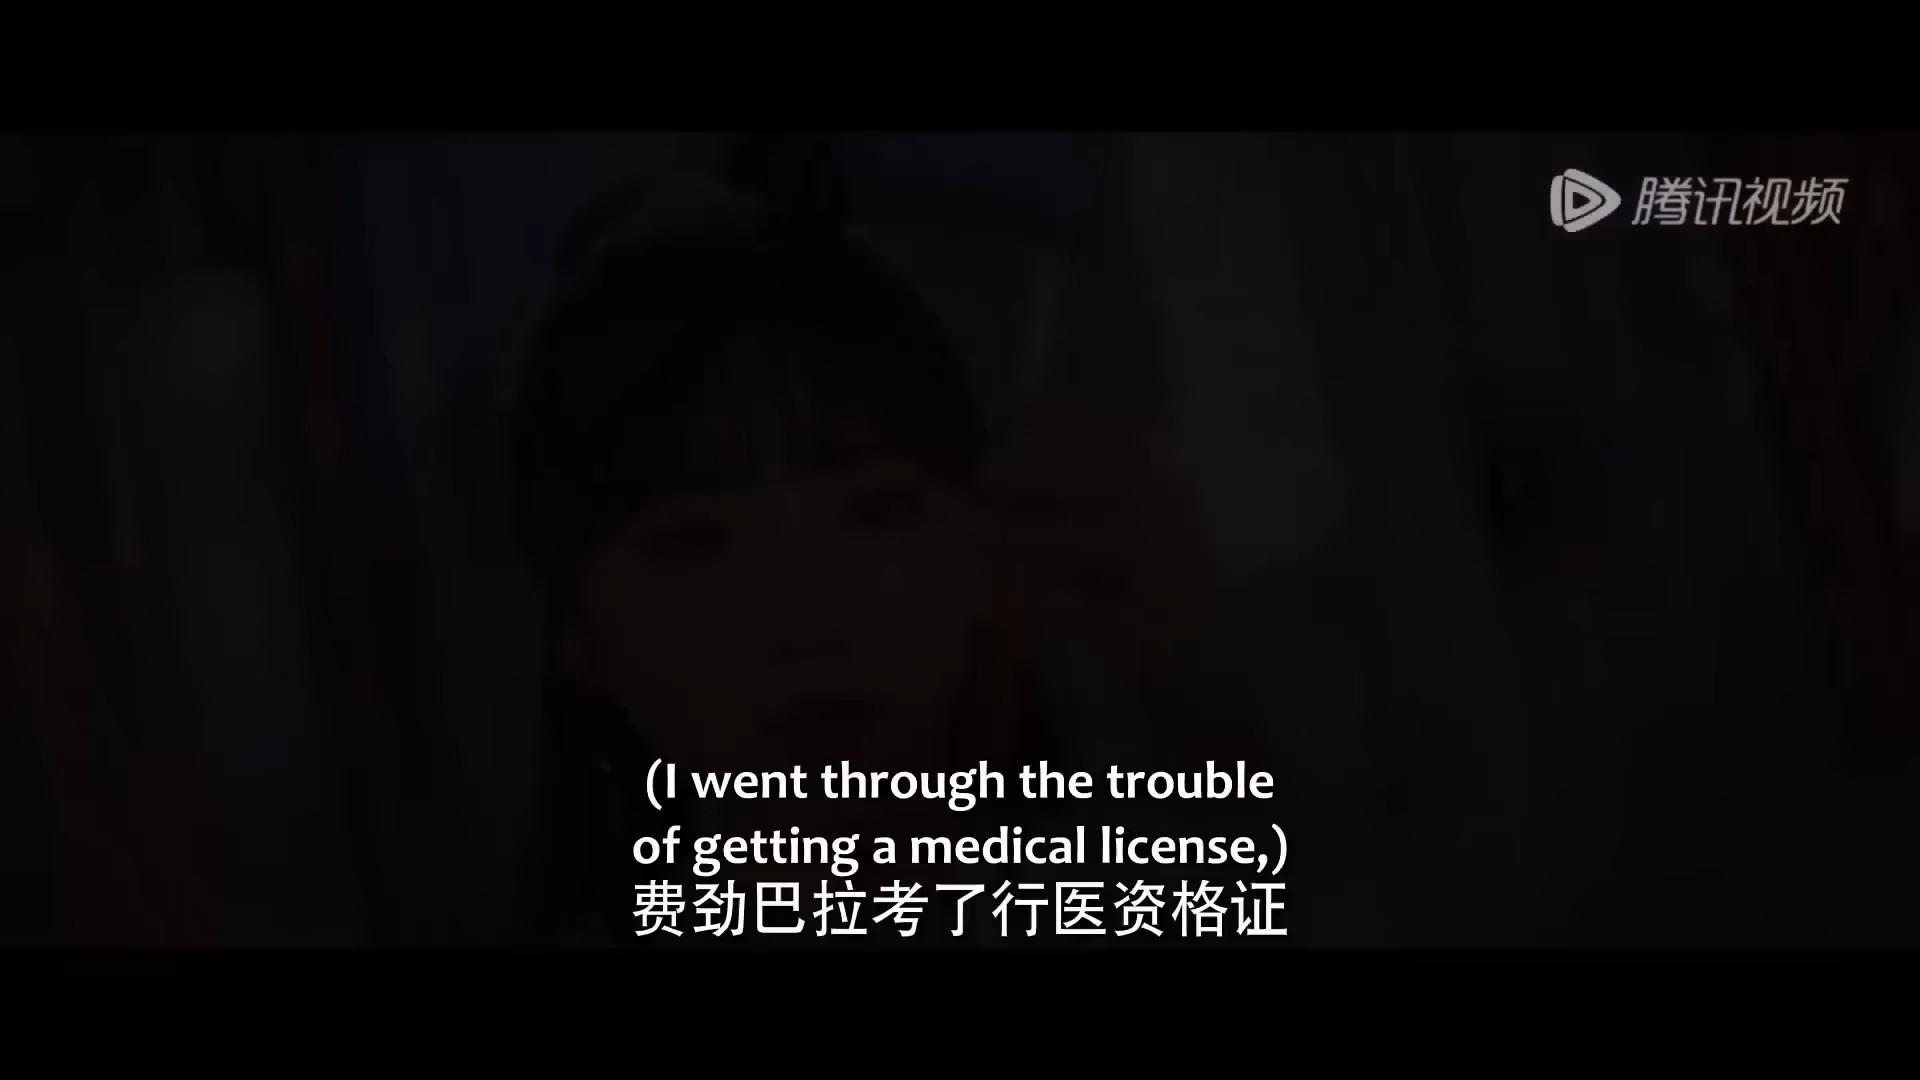 腾讯视频
(I went through the trouble
of getting a medical license,)
费劲巴拉考了行医资格证